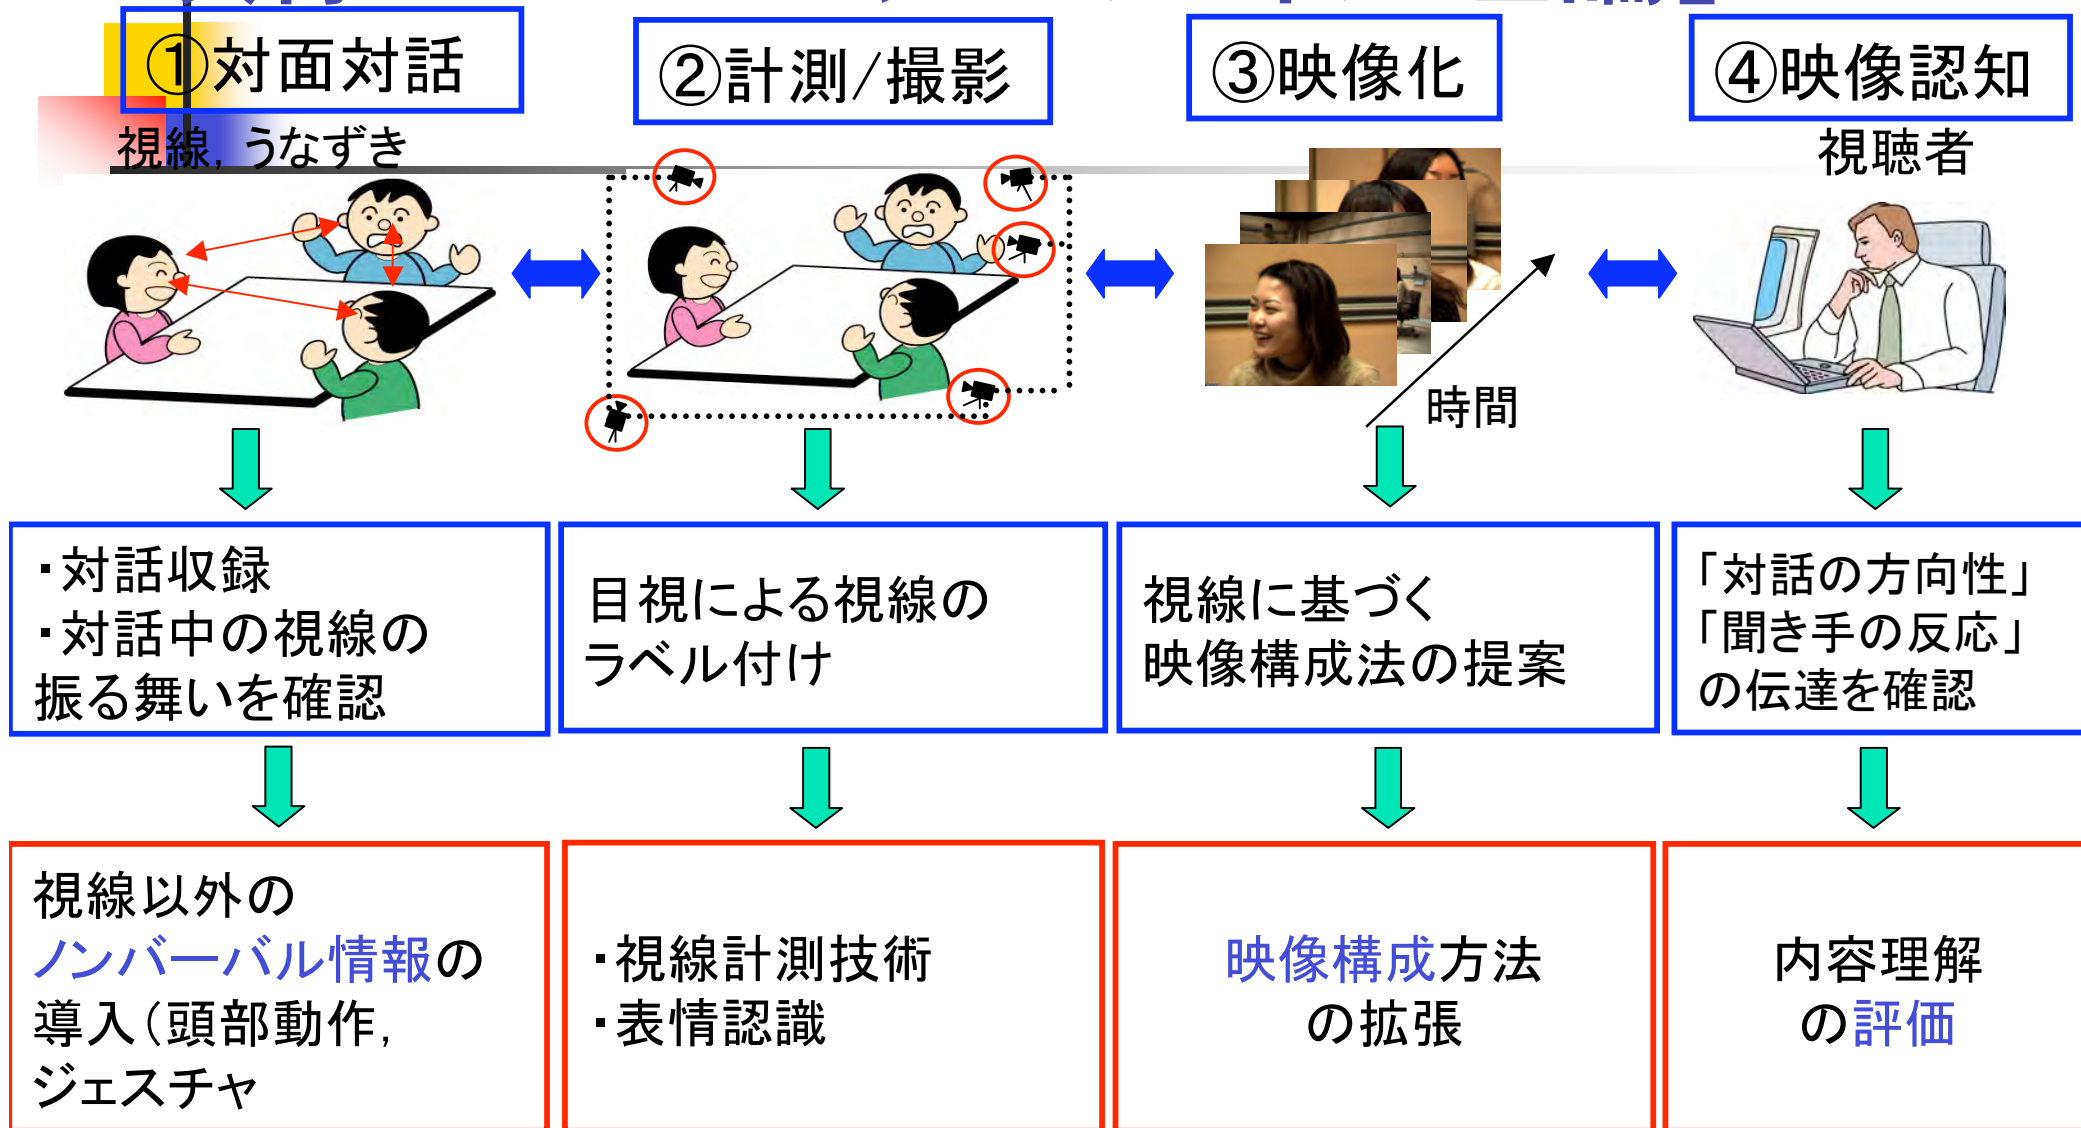 ①対面対話
②計測/撮影
③映像化
④映像認知
視線,うなずき
視聴者
時間
・対話収録
・対話中の視線の
振る舞いを確認
目視による視線の
ラベル付け
視線に基づく
映像構成法の提案
「対話の方向性」
「聞き手の反応」
の伝達を確認
視線以外の
ノンバーバル情報の
導入(頭部動作,
ジェスチャ
・視線計測技術
・表情認識
映像構成方法
の拡張
内容理解
の評価